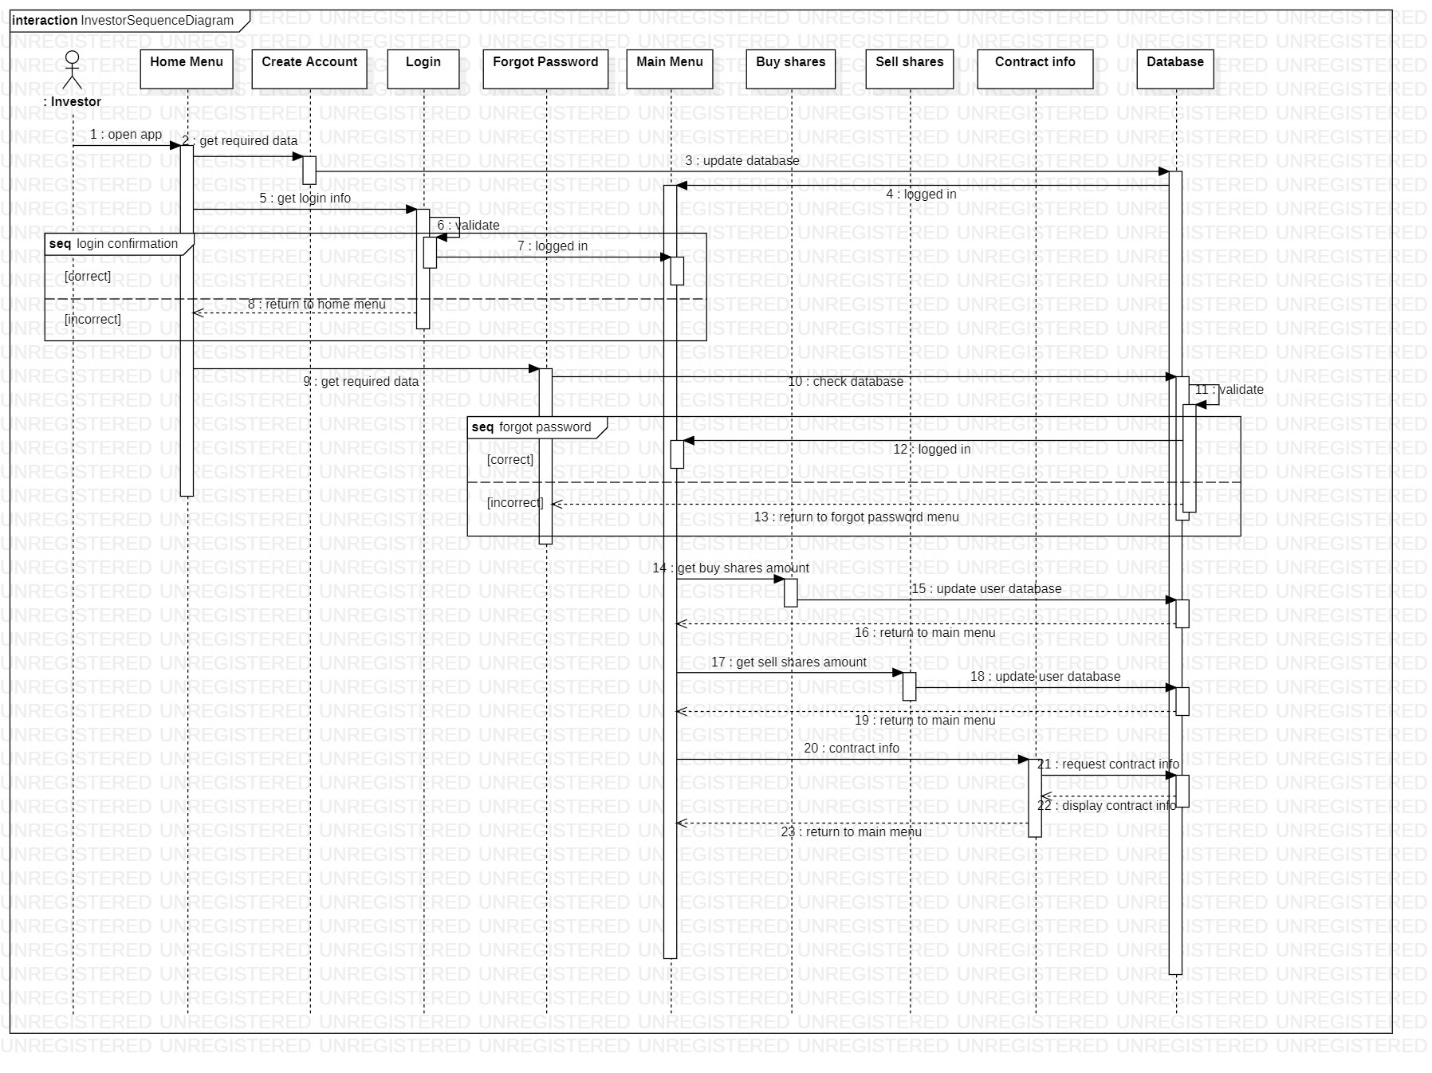 interaction InvestorSequenceDiagram
Home Menu
Create Account
Login
Forgot Password
Main Menu
Buy shares
Sell shares
Contract info
Database
: Investor
1 : open app
2 : get required data
3 : update database
4 : logged in
5 : get login info
6 : validate
seq login confirmation
7 : logged in
[correct]
8 : return to home menu
[incorrect]
9 : get required data
10 : check database
11 : validate
seq forgot password
12 : logged in
[correct]
[incorrect]
13 : return to forgot password menu
14 : get buy shares amount
15 : update user database
16 : return to main menu
17 : get sell shares amount
18 : update user database
19 : return to main menu
20 : contract info
21 : request contract info
22 : display contract info
23 : return to main menu
UNREGISTERED